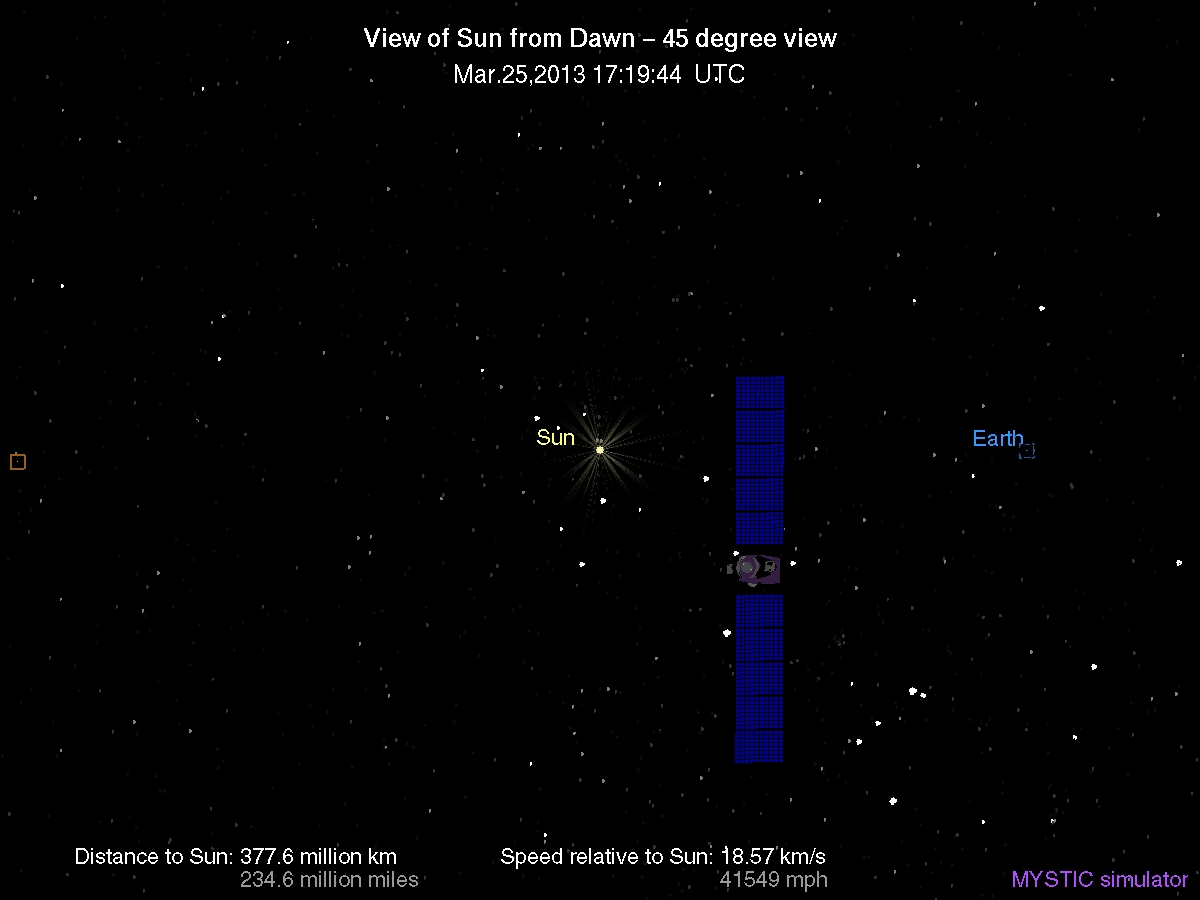 View of Sun from Dawn – 45 degree view
Mar.25,2013 17:19:44 UTC
Sun
Earth
Distance to Sun: 377.6 million km
234.6 million miles
Speed relative to Sun: 18.57 km/s
41549 mph
MYSTIC simulator